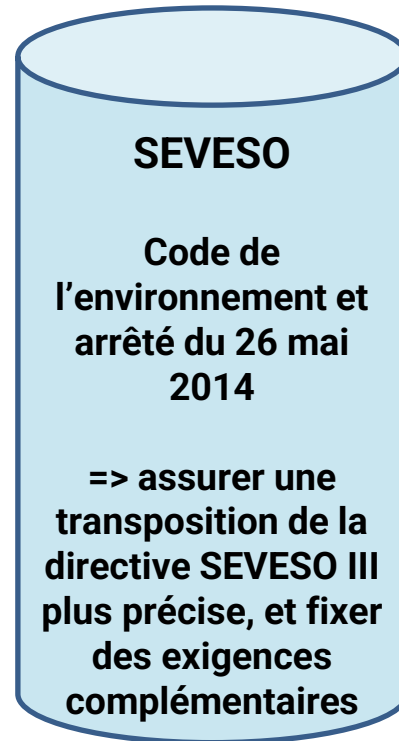 SEVESO
Code de
l’environnement et
arrêté du 26 mai
2014
=> assurer une
transposition de la
directive SEVESO III
plus précise, et fixer
des exigences
complémentaires